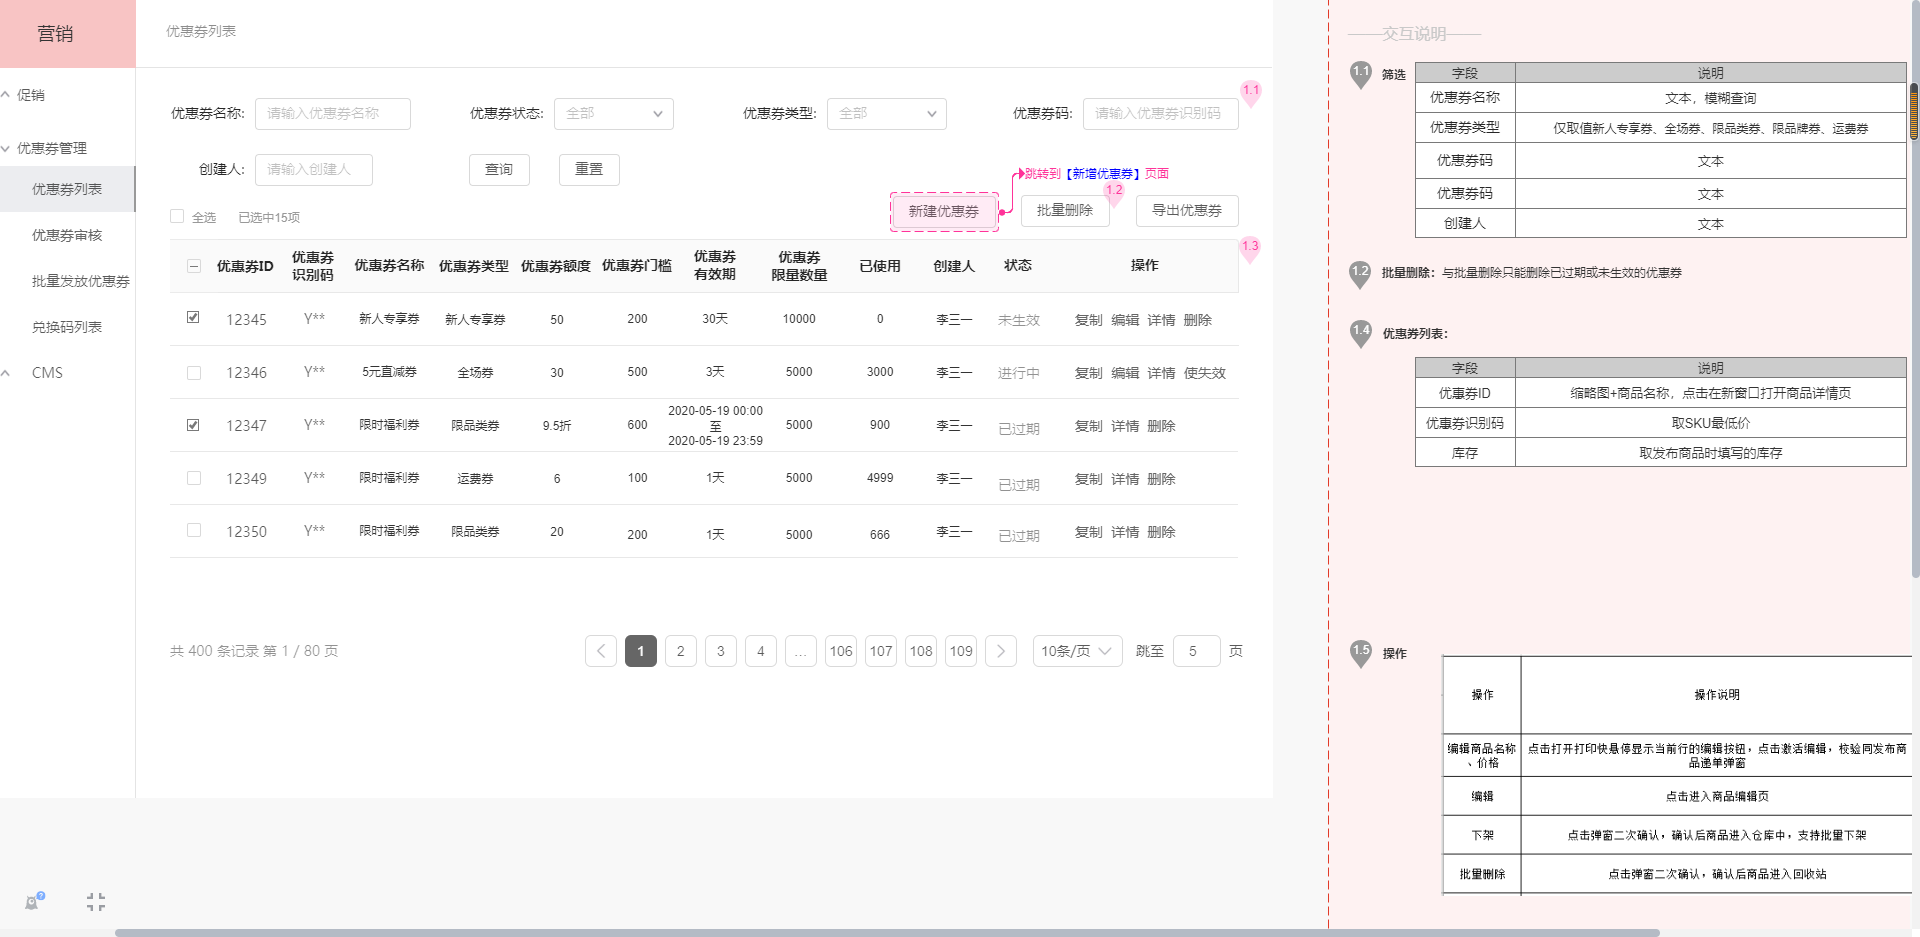 营销
优惠券列表
促销
优惠券管理
优惠券列表
优惠券审核
批量发放优惠券
兑换码列表
CMS
优惠券名称: 请输入优惠券名称 优惠券状态: 全部 优惠券类型: 全部 优惠券码: 请输入优惠券识别码 1.1
创建人: 请输入创建人 查询 重置
跳转到【新增优惠券】页面
1.2
新建优惠券 批量删除 导出优惠券
全选 已选中15项
1.3
优惠券ID 优惠券识别码 优惠券名称 优惠券类型 优惠券额度 优惠券门槛 优惠券有效期 优惠券限量数量 已使用 创建人 状态 操作
12345 Y** 新人专享券 新人专享券 50 200 30天 10000 0 李三一 未生效 复制 编辑 详情 删除
12346 Y** 5元直减券 全场券 30 500 3天 5000 3000 李三一 进行中 复制 编辑 详情 使失效
12347 Y** 限时福利券 限品类券 9.5折 600 2020-05-19 00:00 至 2020-05-19 23:59 5000 900 李三一 已过期 复制 详情 删除
12349 Y** 限时福利券 运费券 6 100 1天 5000 4999 李三一 已过期 复制 详情 删除
12350 Y** 限时福利券 限品类券 20 200 1天 5000 666 李三一 已过期 复制 详情 删除
共 400 条记录 第 1 / 80 页 1 2 3 4 ... 106 107 108 109 10条/页 跳至 5 页
交互说明
1.1 筛选
字段 说明
优惠券名称 文本，模糊查询
优惠券类型 仅取值新人专享券、全场券、限品类券、限品牌券、运费券
优惠券码 文本
优惠券码 文本
创建人 文本
1.2 批量删除：与批量删除只能删除已过期或未生效的优惠券
1.4 优惠券列表：
字段 说明
优惠券ID 缩略图+商品名称，点击在新窗口打开商品详情页
优惠券识别码 取SKU最低价
库存 取发布商品时填写的库存
1.5 操作
操作 操作说明
编辑商品名称、价格 点击打开打印快悬停显示当前行的编辑按钮，点击激活编辑，校验同发布商品递单弹窗
编辑 点击进入商品编辑页
下架 点击弹窗二次确认，确认后商品进入仓库中，支持批量下架
批量删除 点击弹窗二次确认，确认后商品进入回收站